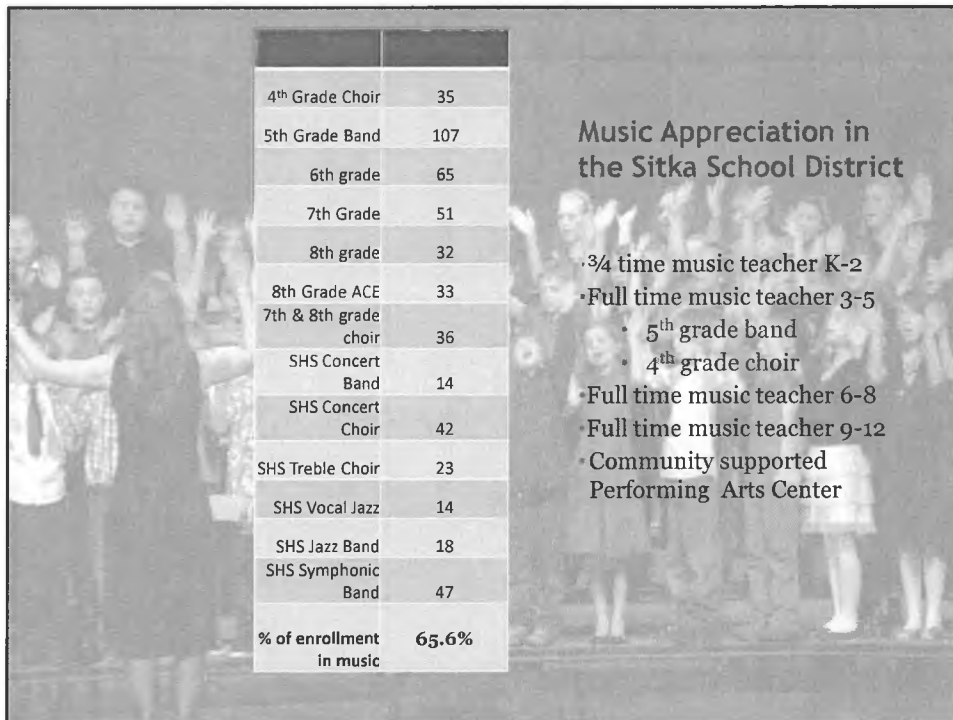 4th Grade Choir 35
5th Grade Band 107
6th grade 65
7th Grade 51
8th grade 32
8th Grade ACE 33
7th & 8th grade
choir 36
SHS Concert
Band 14
SHS Concert
Choir 42
SHS Treble Choir 23
SHS Vocal Jazz 14
SHS Jazz Band 18
SHS Symphonic
Band 47
% of enrollment
in music 65.6%
Music Appreciation in
the Sitka School District
·¾ time music teacher K-2
•Full time music teacher 3-5
• 5th grade band
• 4th grade choir
•Full time music teacher 6-8
•Full time music teacher 9-12
• Community supported
Performing Arts Center